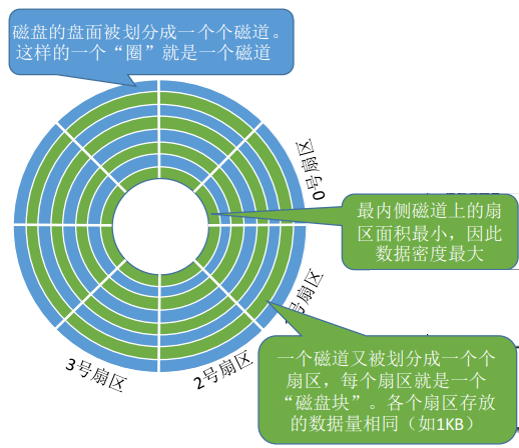 磁盘的盘面被划分成一个个磁道。
这样的一个“圈”就是一个磁道
0号扇区
最内侧磁道上的扇
区面积最小，因此
数据密度最大
号扇区
一个磁道又被划分成一个个
扇区，每个扇区就是一个
“磁盘块”。各个扇区存放
的数据量相同（如1KB）
2号扇区
3号扇区